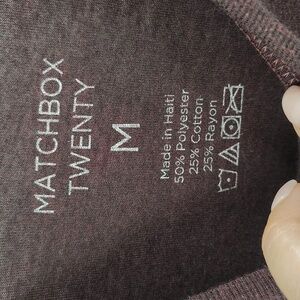 MATCHBOX
TWENTY
M
Made in Haiti
50% Polyester
25% Cotton
25% Rayon